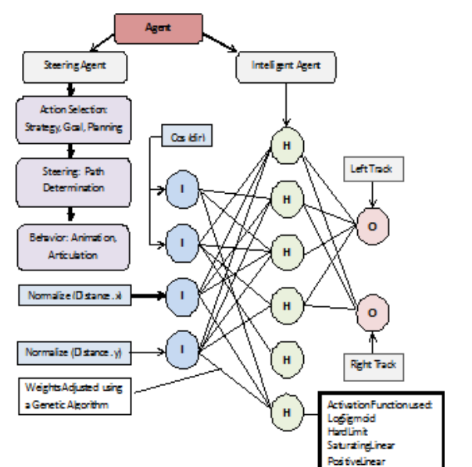 Agent
Steering Agent
Intelligent Agent
Action Selection:
Strategy, Goal, Planning
Cos (dir)
Steering: Path
Determination
Behavior: Animation,
Articulation
Normalize (Distance.x)
Normalize (Distance.y)
Weights Adjusted using
a Genetic Algorithm
I
I
I
I
H
H
H
H
H
H
Left Track
O
O
Right Track
Activation Function used:
LogSigmoid
HardLimit
SaturatingLinear
PositiveLinear